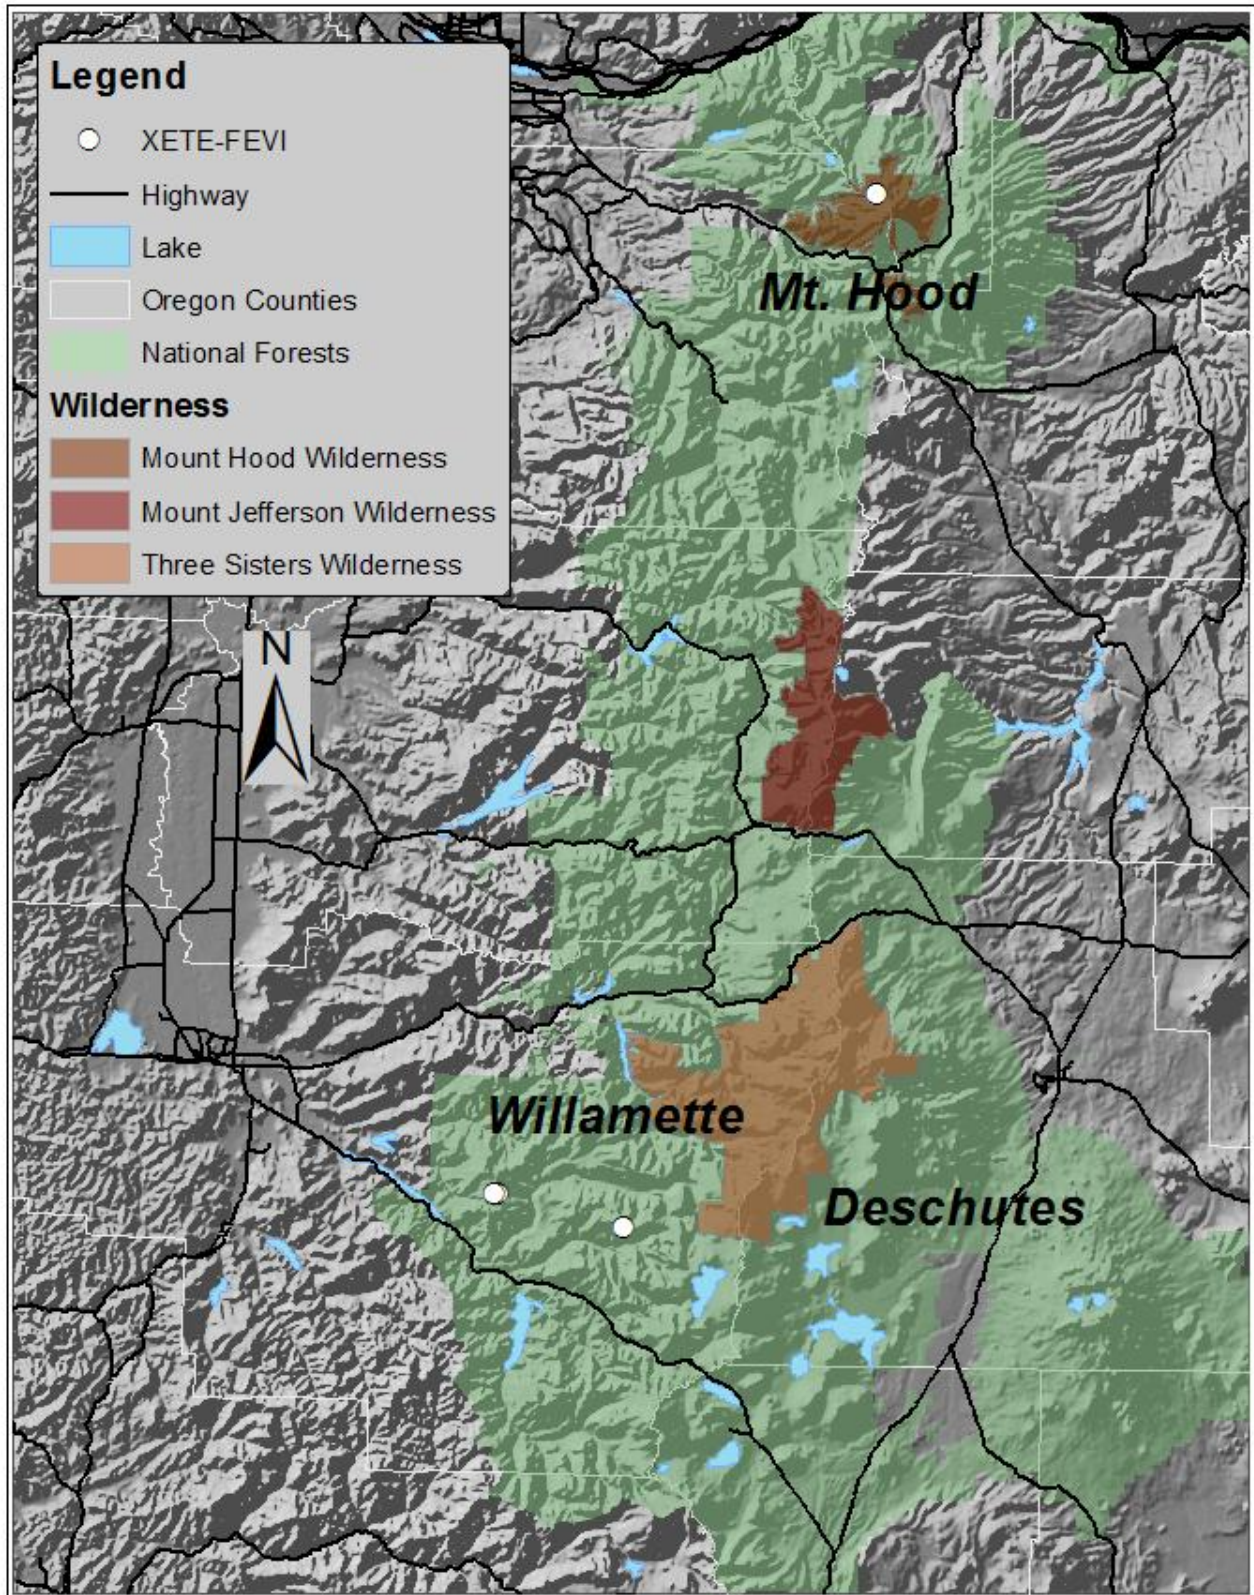 Legend
XETE-FEVI
Highway
Lake
Oregon Counties
National Forests
Wilderness
Mount Hood Wilderness
Mount Jefferson Wilderness
Three Sisters Wilderness
N
Mt. Hood
Willamette
Deschutes